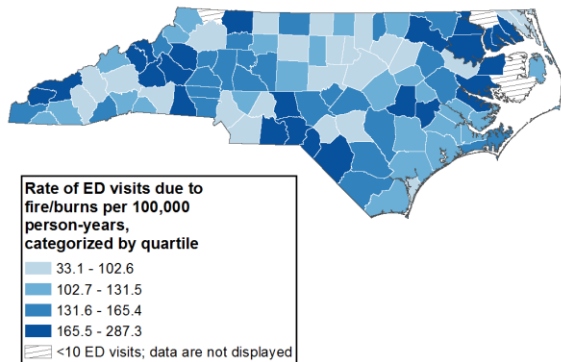 Rate of ED visits due to
fire/burns per 100,000
person-years,
categorized by quartile
33.1 - 102.6
102.7 - 131.5
131.6 - 165.4
165.5 - 287.3
<10 ED visits; data are not displayed